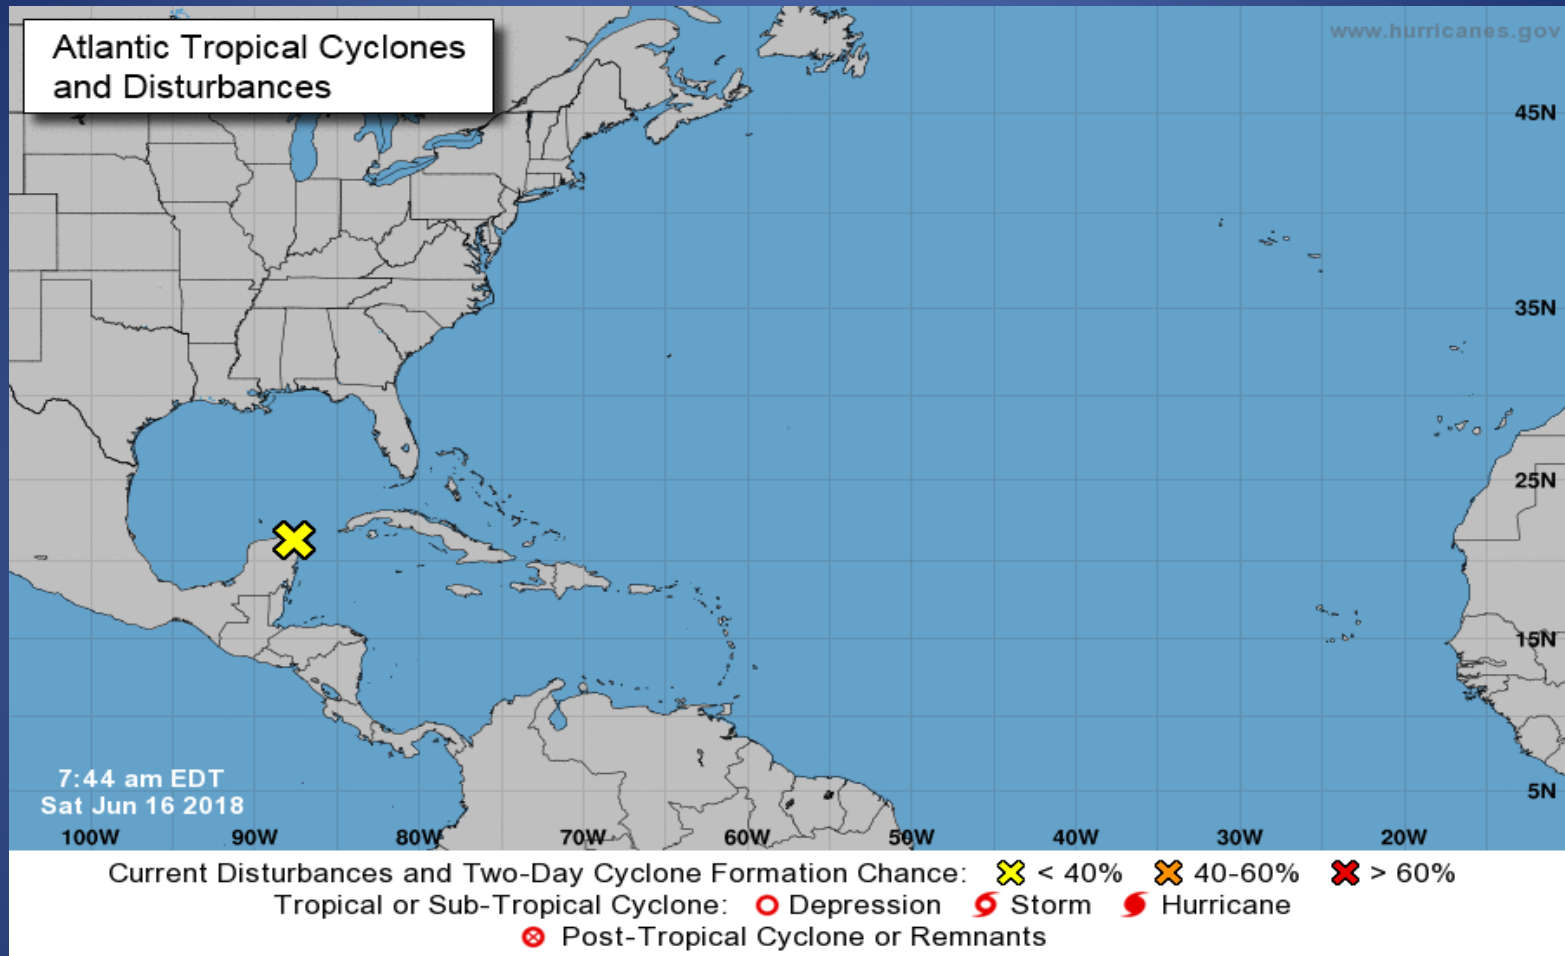 Atlantic Tropical Cyclones
and Disturbances
www.hurricanes.gov
45N
35N
25N
15N
5N
7:44 am EDT
Sat Jun 16 2018
100W 90W 80W 70W 60W 50W 40W 30W 20W
Current Disturbances and Two-Day Cyclone Formation Chance: < 40% 40-60% > 60%
Tropical or Sub-Tropical Cyclone: Depression Storm Hurricane
Post-Tropical Cyclone or Remnants